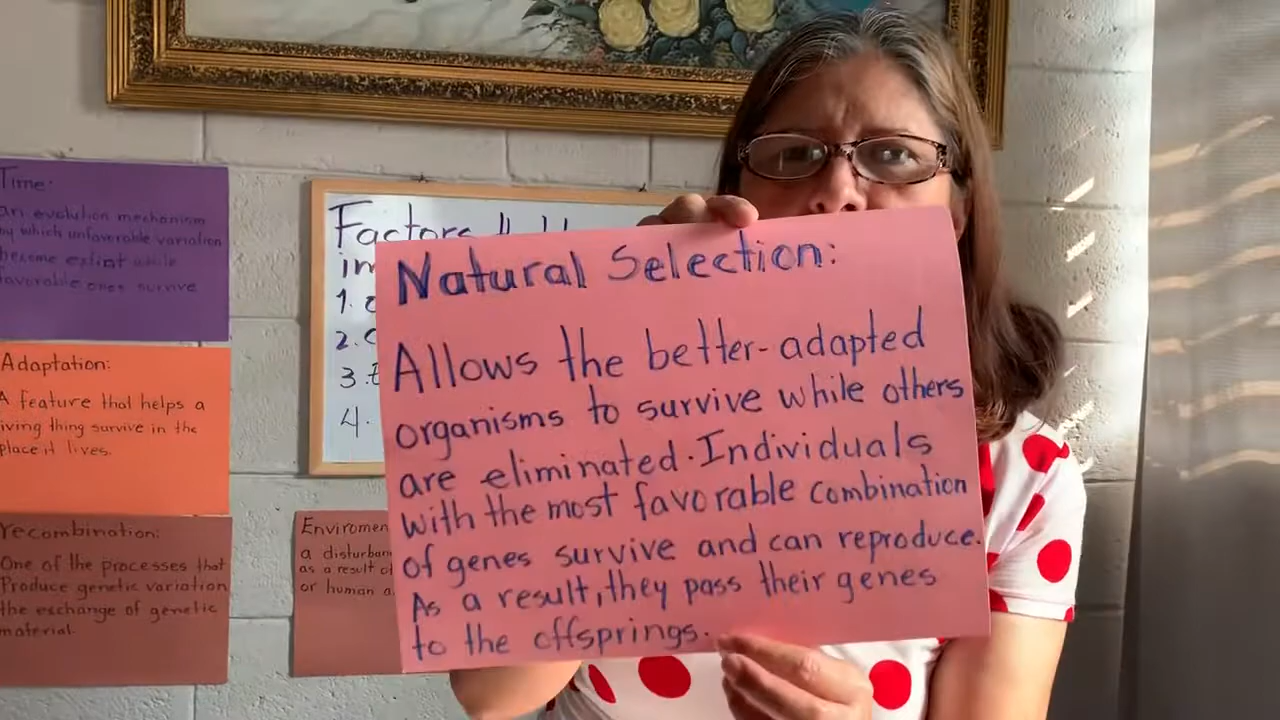 Time:
an evolution mechanism
by which unfavorable variation
become extint while
favorable ones survive
Adaptation:
A feature that helps a
living thing survive in the
place it lives.
recombination:
One of the processes that
Produce genetic variation
the exchange of genetic
material.
Factors
in
1.
2.
3.
4.
Natural Selection:
Allows the better-adapted
organisms to survive while others
are eliminated. Individuals
with the most favorable combination
of genes survive and can reproduce.
As a result, they pass their genes
to the offsprings.
Enviromen
a disturban
as a result of
or human a